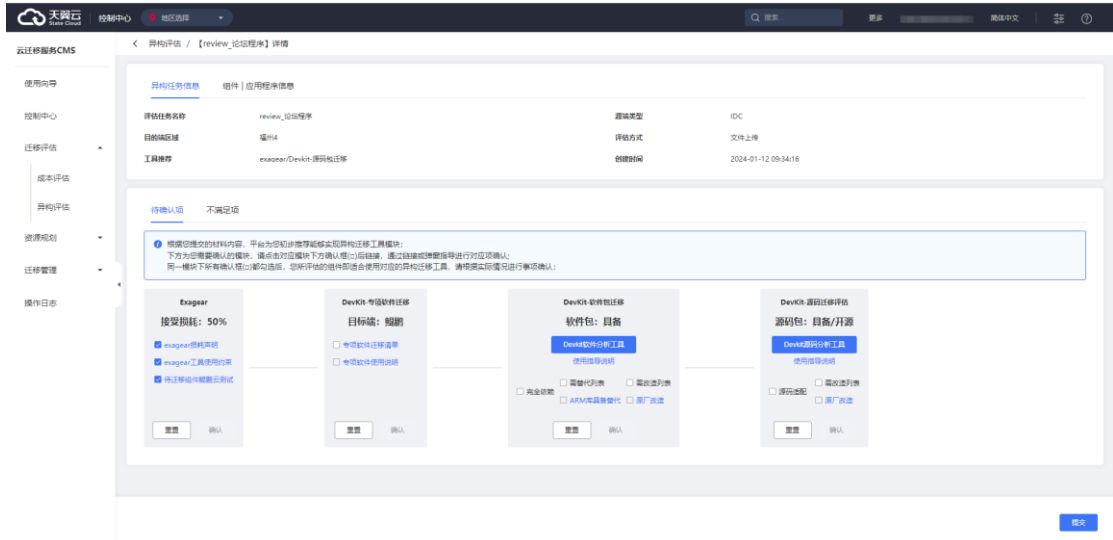 天翼云
State Cloud
控制中心
地区选择
搜索...
更多
简体中文
云迁移服务CMS
异构评估 / 【review_论坛程序】详情
使用向导
控制中心
迁移评估
成本评估
异构评估
资源规划
迁移管理
操作日志
异构任务信息 组件 | 应用程序信息
评估任务名称 review_论坛程序 源端类型 IDC
目的端区域 福州4 评估方式 文件上传
工具推荐 exagear/Devkit-源码包迁移 创建时间 2024-01-12 09:34:16
待确认项 不满足项
根据您提交的材料内容，平台为您初步推荐能够实现异构迁移工具模块：
下方为您需要确认的模块，请点击对应模块下方确认框(□)后链接，通过链接或弹窗指导进行对应项确认；
同一模块下所有确认框(□)都勾选后，您所评估的组件即适合使用对应的异构迁移工具，请根据实际情况进行事项确认；
Exagear
接受损耗：50%
exagear损耗声明
exagear工具使用约束
待迁移组件鲲鹏云测试
重置 确认
DevKit-专项软件迁移
目标端：鲲鹏
专项软件迁移清单
专项软件使用说明
重置 确认
DevKit-软件包迁移
软件包：具备
Devkit软件分析工具
使用指导说明
完全依赖
需替代列表 需改造列表
ARM库具备替代 原厂改造
重置 确认
DevKit-源码迁移评估
源码包：具备/开源
Devkit源码分析工具
使用指导说明
源码适配
需改造列表
原厂改造
重置 确认
提交